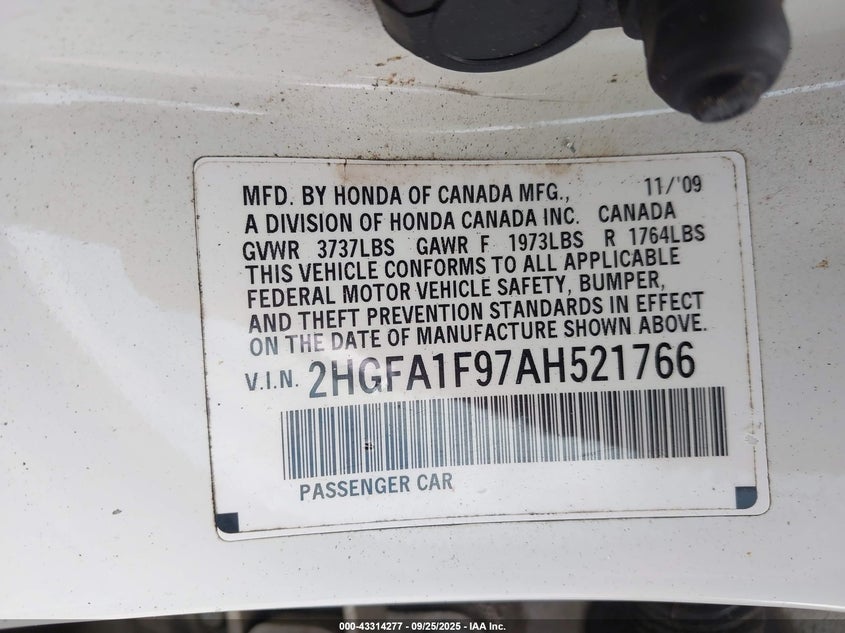 MFD. BY HONDA OF CANADA MFG., 11/'09
A DIVISION OF HONDA CANADA INC. CANADA
GVWR 3737LBS GAWR F 1973LBS R 1764LBS
THIS VEHICLE CONFORMS TO ALL APPLICABLE
FEDERAL MOTOR VEHICLE SAFETY, BUMPER,
AND THEFT PREVENTION STANDARDS IN EFFECT
ON THE DATE OF MANUFACTURE SHOWN ABOVE.
V.I.N. 2HGFA1F97AH521766
PASSENGER CAR
000-43314277 - 09/25/2025 - IAA Inc.